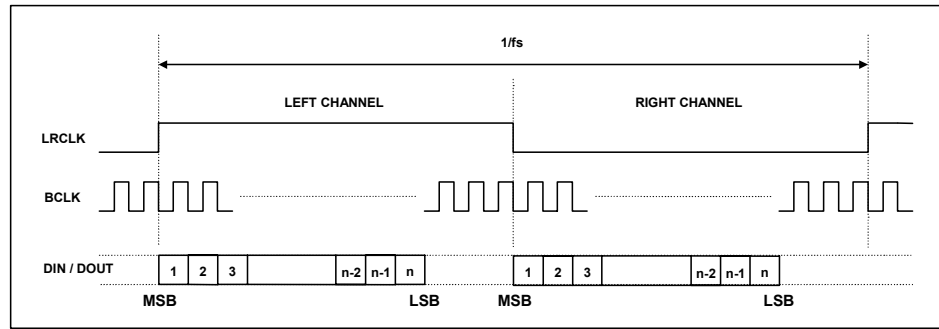 1/fs
LEFT CHANNEL RIGHT CHANNEL
LRCLK
BCLK
DIN / DOUT 1 2 3 n-2 n-1 n 1 2 3 n-2 n-1 n
MSB LSB MSB LSB